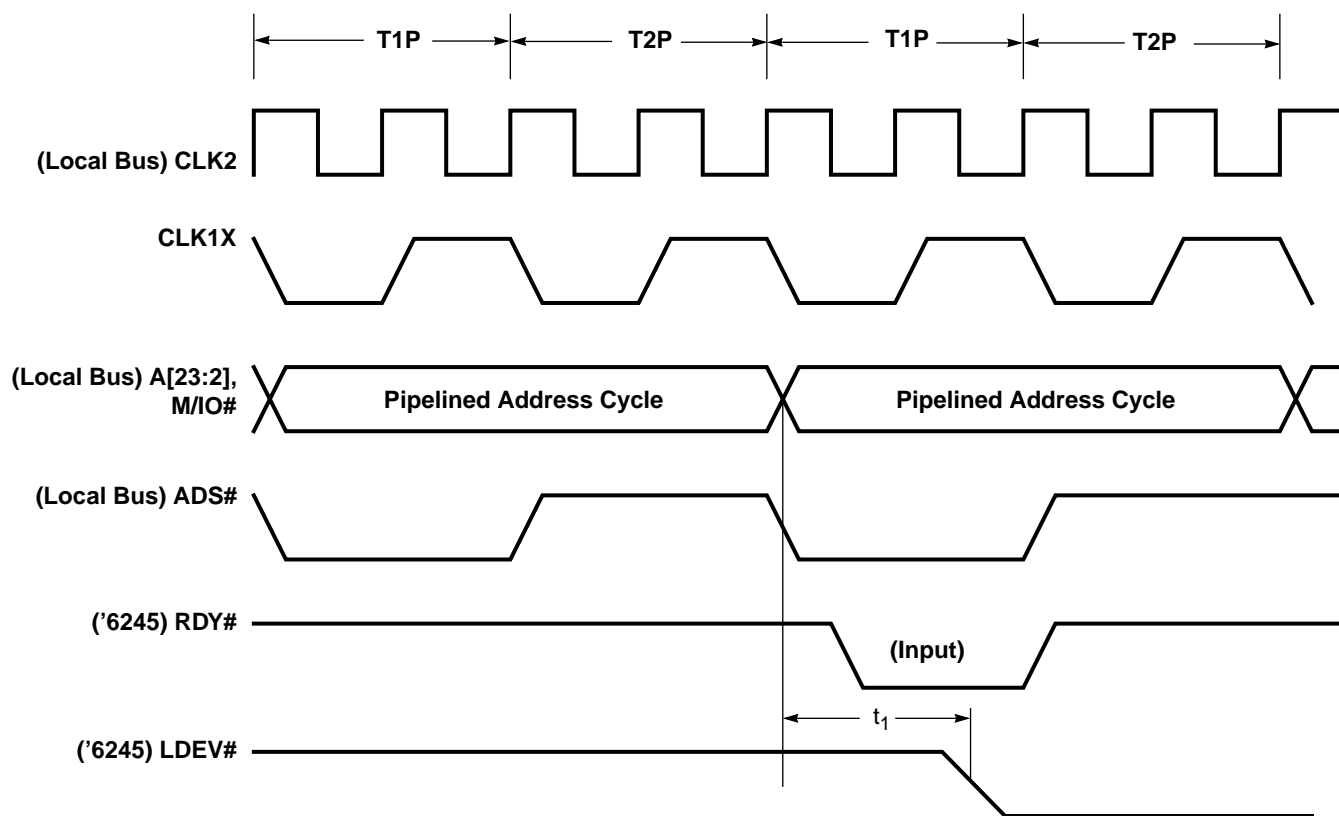 T1P T2P T1P T2P
(Local Bus) CLK2
CLK1X
(Local Bus) A[23:2],
M/IO#
Pipelined Address Cycle Pipelined Address Cycle
(Local Bus) ADS#
('6245) RDY#
(Input)
t1
('6245) LDEV#